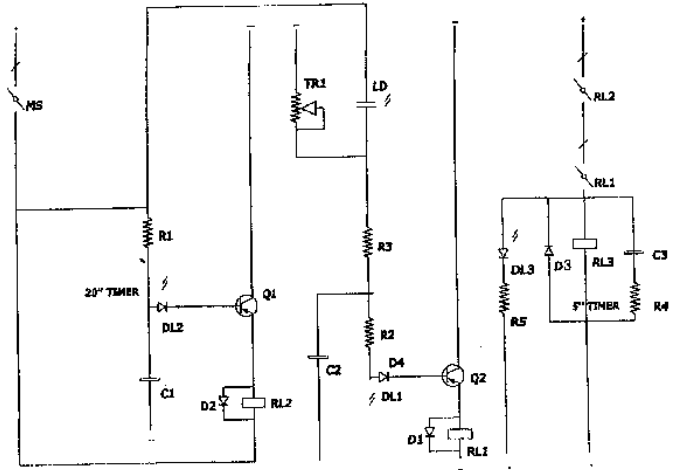 TR1
LD
MS
RL2
RL1
R1
R3
DL3
D3
RL3
C3
20" TIMER
Q1
DL2
R5
5" TIMER
R4
R2
C2
D4
C1
DL1
Q2
D2
RL2
D1
RL1